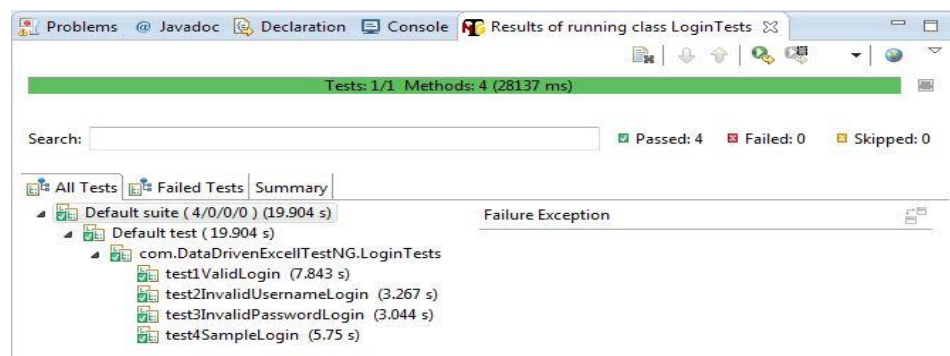 Problems @ Javadoc Declaration Console Results of running class LoginTests
Tests: 1/1 Methods: 4 (28137 ms)
Search: Passed: 4 Failed: 0 Skipped: 0
All Tests Failed Tests Summary
Default suite ( 4/0/0/0 ) (19.904 s) Failure Exception
Default test ( 19.904 s)
com.DataDrivenExcellTestNG.LoginTests
test1ValidLogin (7.843 s)
test2InvalidUsernameLogin (3.267 s)
test3InvalidPasswordLogin (3.044 s)
test4SampleLogin (5.75 s)